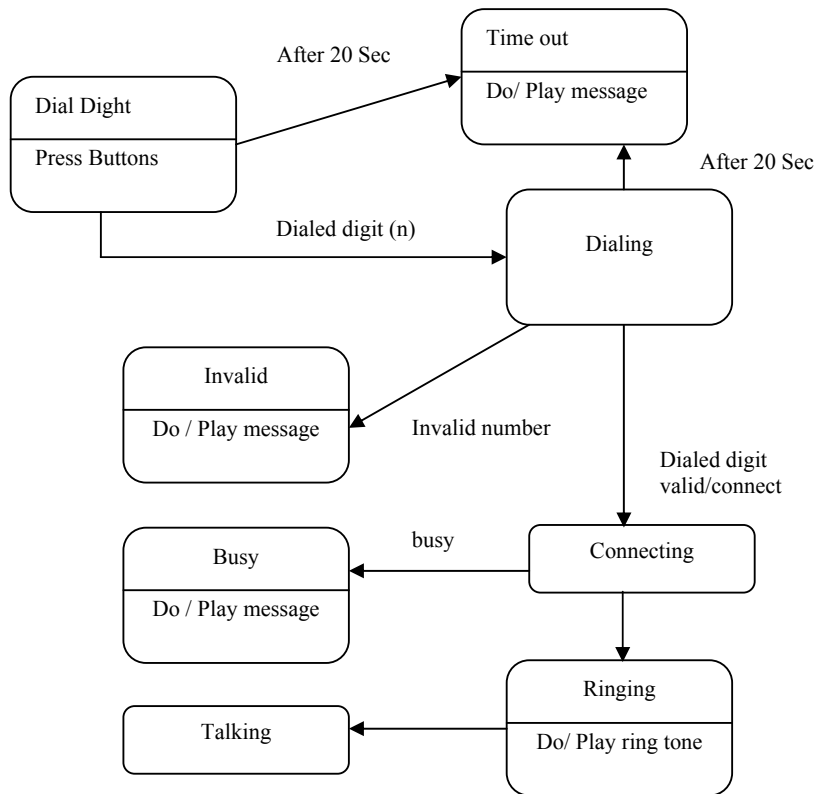 Time out
Do/ Play message
After 20 Sec
Dial Dight
Press Buttons
After 20 Sec
Dialed digit (n)
Dialing
Invalid
Do / Play message
Invalid number
Dialed digit
valid/connect
Busy
Do / Play message
busy
Connecting
Ringing
Do/ Play ring tone
Talking